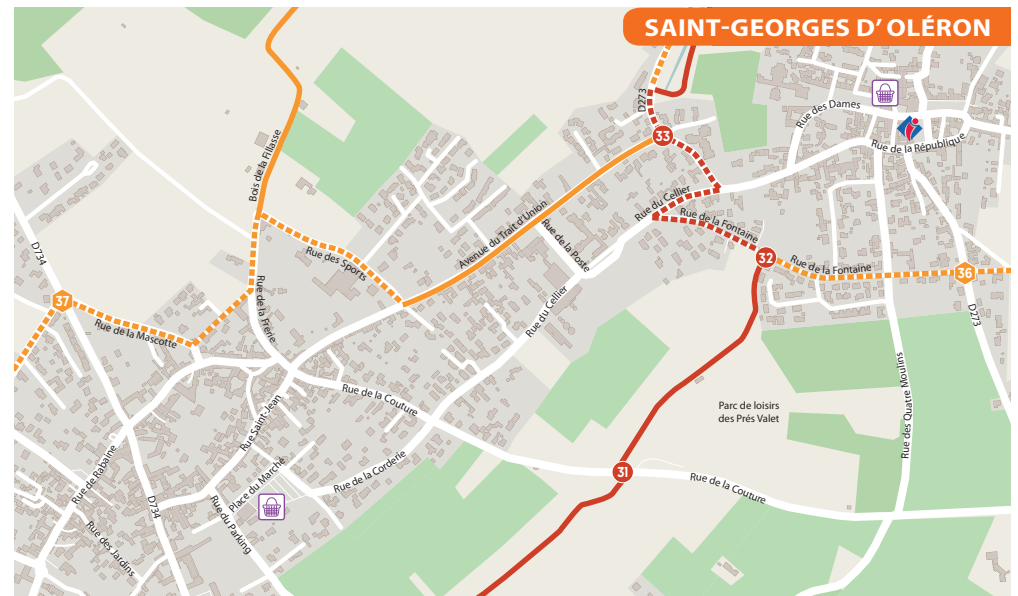 SAINT-GEORGES D' OLÉRON
D273
Rue des Dames
33
Rue de la République
Bois de la Fillasse
Rue du Cellier
Rue de la Fontaine
Avenue du Trait d'Union
Rue de la Poste
D734
Rue des Sports
32
Rue de la Fontaine
36
37
Rue de la Frerie
Rue de la Mascotte
Rue du Cellier
D273
Rue de la Couture
Rue des Quatre Moulins
Parc de loisirs
des Prés Valet
Rue Saint-Jean
Rue de Rabaine
31
Rue de la Couture
Rue de la Corderie
Place du Marché
D734
Rue du Parking
Rue des Jardins